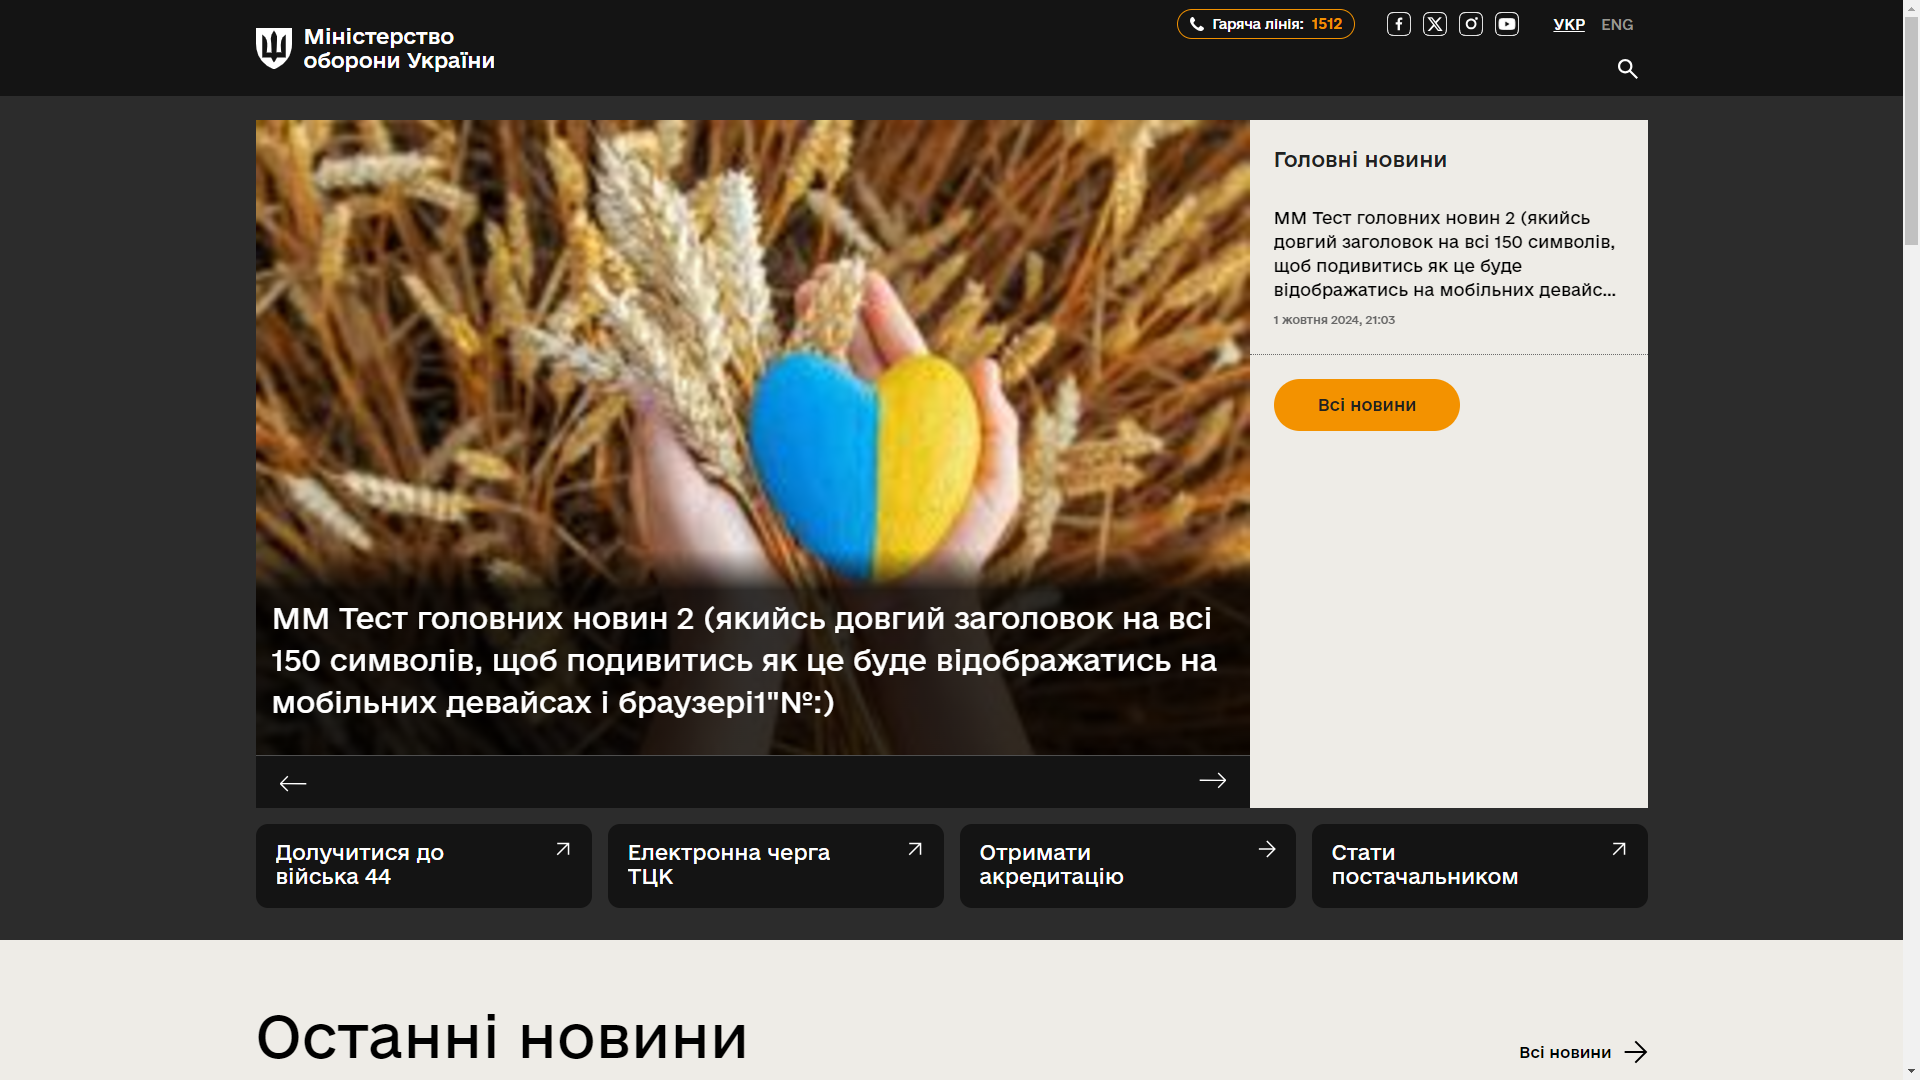 Міністерство
оборони України
Гаряча лінія: 1512
УКР ENG
ММ Тест головних новин 2 (якийсь довгий заголовок на всі
150 символів, щоб подивитись як це буде відображатись на
мобільних девайсах і браузері1"№:)
Головні новини
ММ Тест головних новин 2 (якийсь
довгий заголовок на всі 150 символів,
щоб подивитись як це буде
відображатись на мобільних девайс...
1 жовтня 2024, 21:03
Всі новини
Долучитися до
війська 44
Електронна черга
ТЦК
Отримати
акредитацію
Стати
постачальником
Останні новини
Всі новини